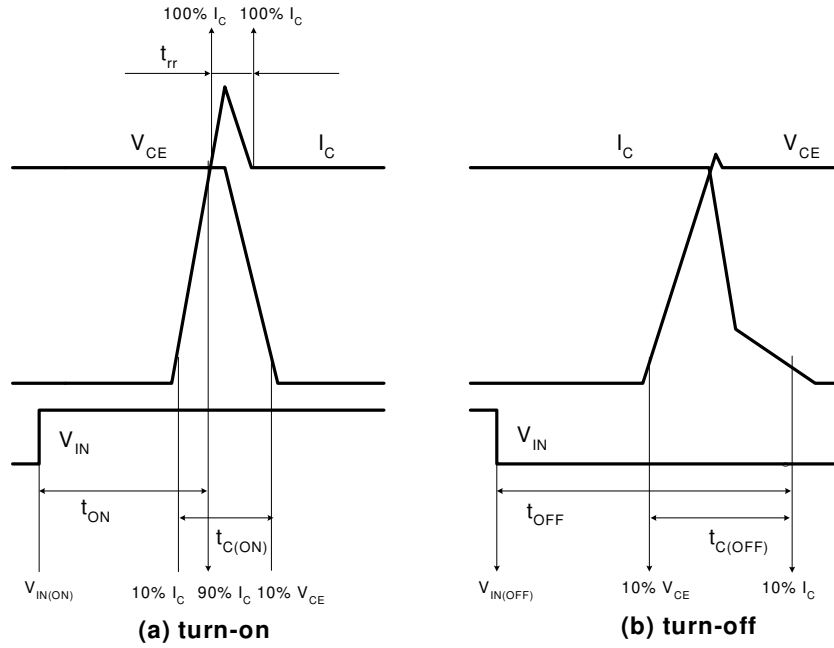 100% I_C 100% I_C
t_rr
V_CE I_C
V_IN
t_ON
t_C(ON)
V_IN(ON) 10% I_C 90% I_C 10% V_CE
(a) turn-on
I_C V_CE
V_IN
t_OFF
t_C(OFF)
V_IN(OFF) 10% V_CE 10% I_C
(b) turn-off